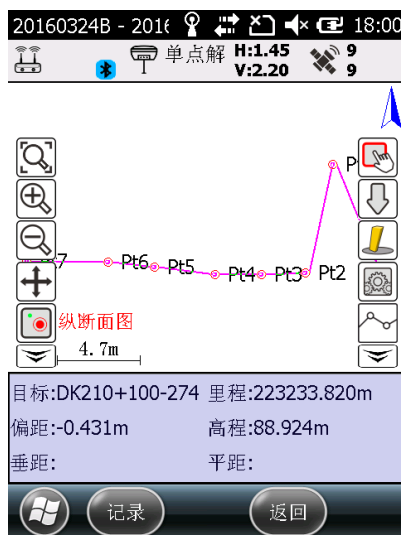 20160324B - 2016 18:00
单点解 H:1.45 9
V:2.20 9
Pt6 Pt5 Pt4 Pt3 Pt2
纵断面图
4.7m
目标:DK210+100-274 里程:223233.820m
偏距:-0.431m 高程:88.924m
垂距: 平距:
记录 返回